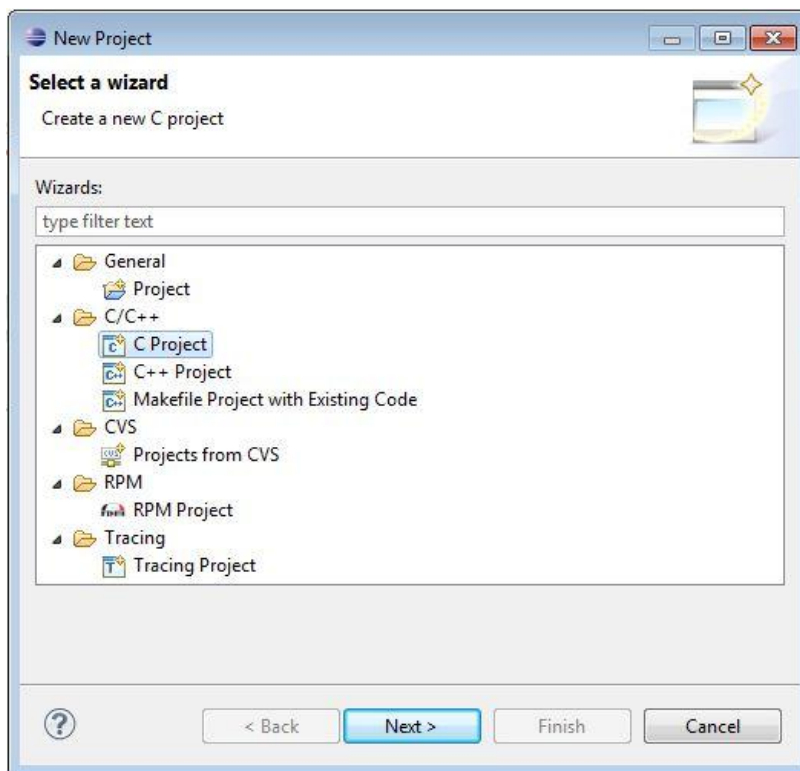 New Project
Select a wizard
Create a new C project
Wizards:
type filter text
General
Project
C/C++
C Project
C++ Project
Makefile Project with Existing Code
CVS
Projects from CVS
RPM
RPM Project
Tracing
Tracing Project
< Back Next > Finish Cancel